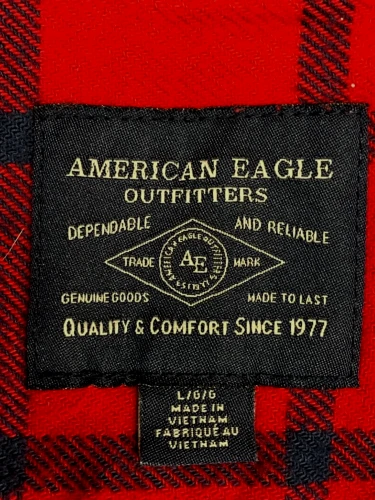 AMERICAN EAGLE
OUTFITTERS
DEPENDABLE AND RELIABLE
TRADE AE MARK
GENUINE GOODS MADE TO LAST
QUALITY & COMFORT SINCE 1977
L/G/G
MADE IN
VIETNAM
FABRIQUÉ AU
VIETNAM